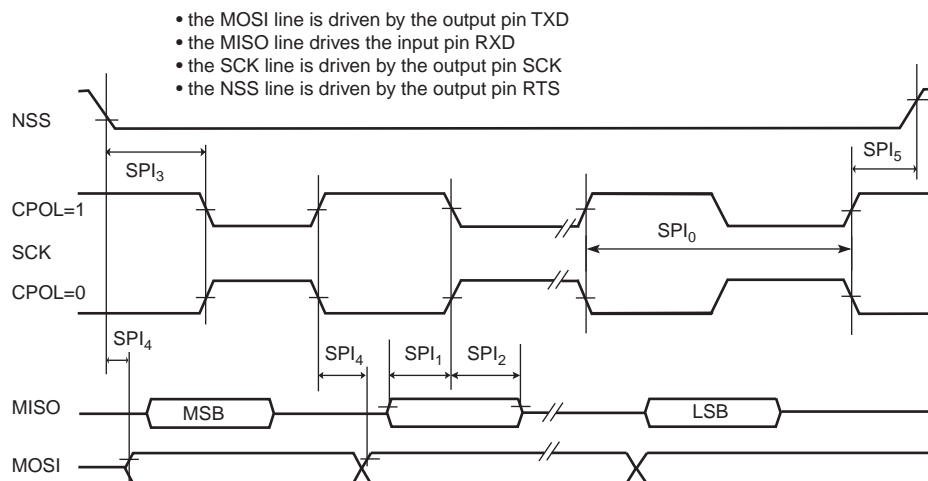 • the MOSI line is driven by the output pin TXD
• the MISO line drives the input pin RXD
• the SCK line is driven by the output pin SCK
• the NSS line is driven by the output pin RTS
NSS
SPI3
SPI5
CPOL=1
SPI0
SCK
CPOL=0
SPI4
SPI4
SPI1
SPI2
MISO
MSB
LSB
MOSI